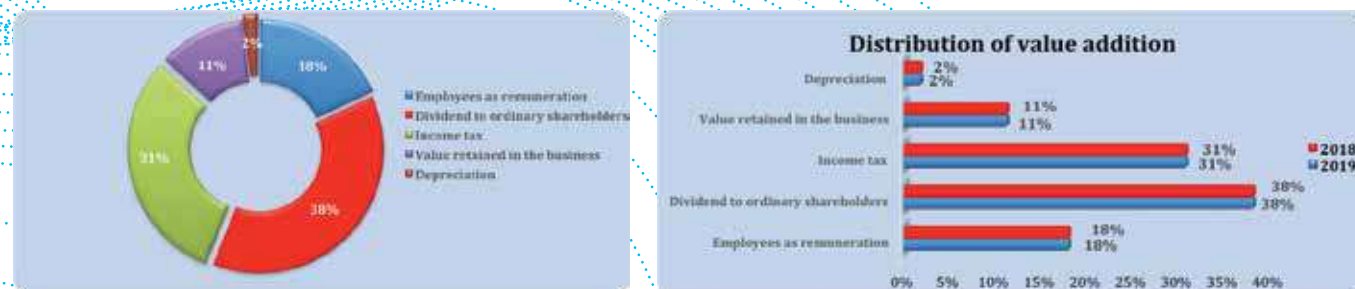 2%
11%
18%
31%
38%
Employees as remuneration
Dividend to ordinary shareholders
Income tax
Value retained in the business
Depreciation
Distribution of value addition
Depreciation
2%
2%
Value retained in the business
11%
11%
Income tax
31%
31%
Dividend to ordinary shareholders
38%
38%
Employees as remuneration
18%
18%
2018
2019
0% 5% 10% 15% 20% 25% 30% 35% 40%